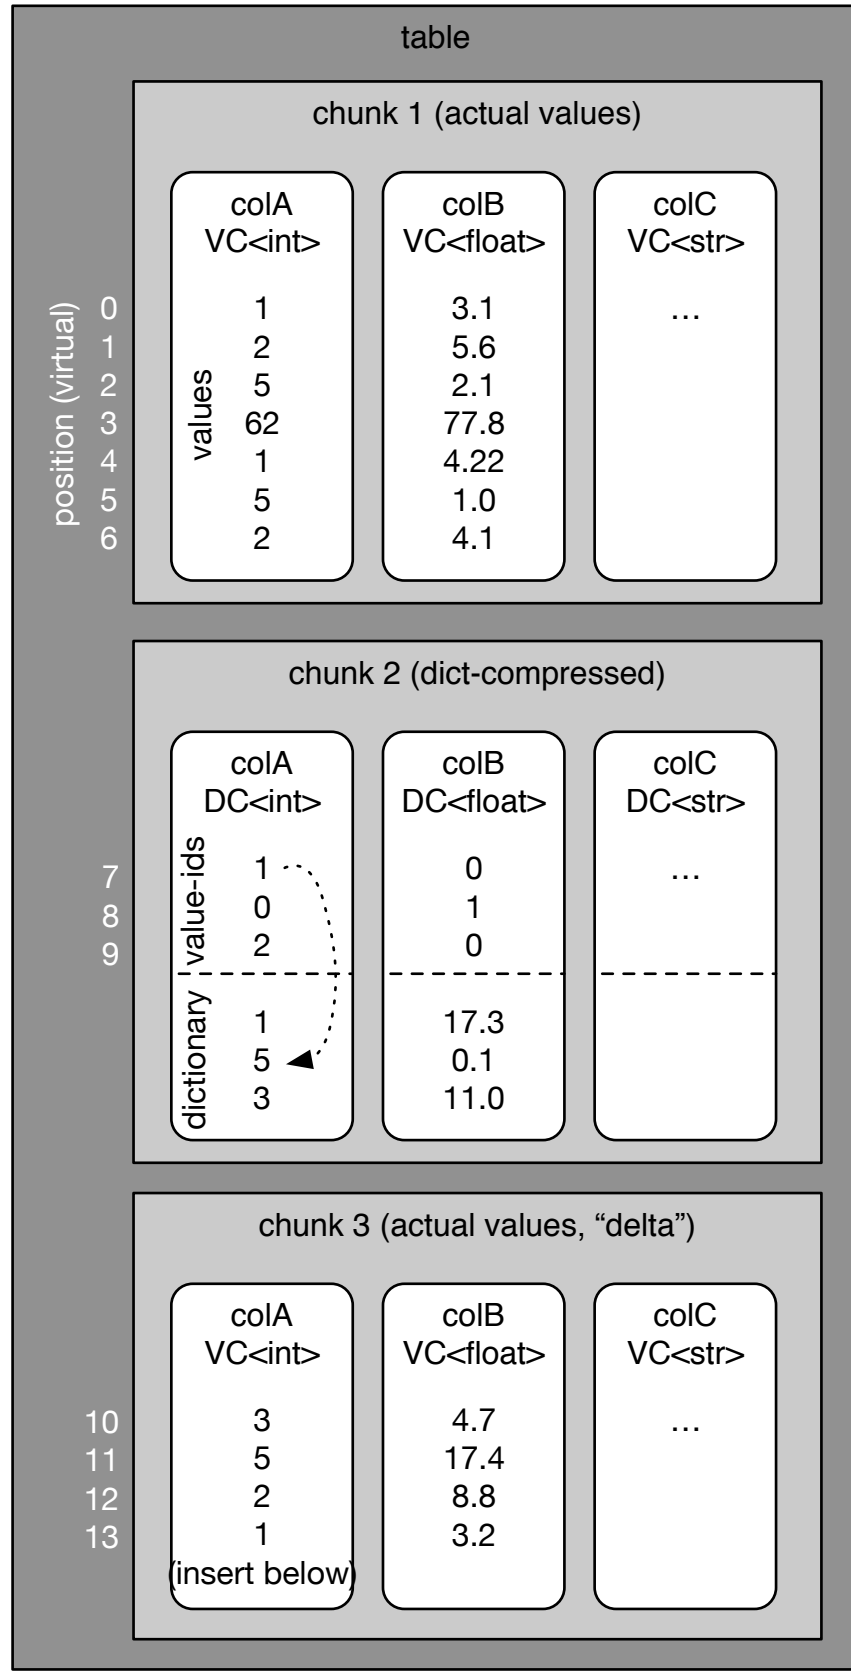 table
chunk 1 (actual values)
colA colB colC
VC<int> VC<float> VC<str>
position (virtual)
values
0 1 3.1 ...
1 2 5.6
2 5 2.1
3 62 77.8
4 1 4.22
5 5 1.0
6 2 4.1
chunk 2 (dict-compressed)
colA colB colC
DC<int> DC<float> DC<str>
value-ids
7 1 0 ...
8 0 1
9 2 0
dictionary
1 17.3
5 0.1
3 11.0
chunk 3 (actual values, “delta”)
colA colB colC
VC<int> VC<float> VC<str>
10 3 4.7 ...
11 5 17.4
12 2 8.8
13 1 3.2
(insert below)